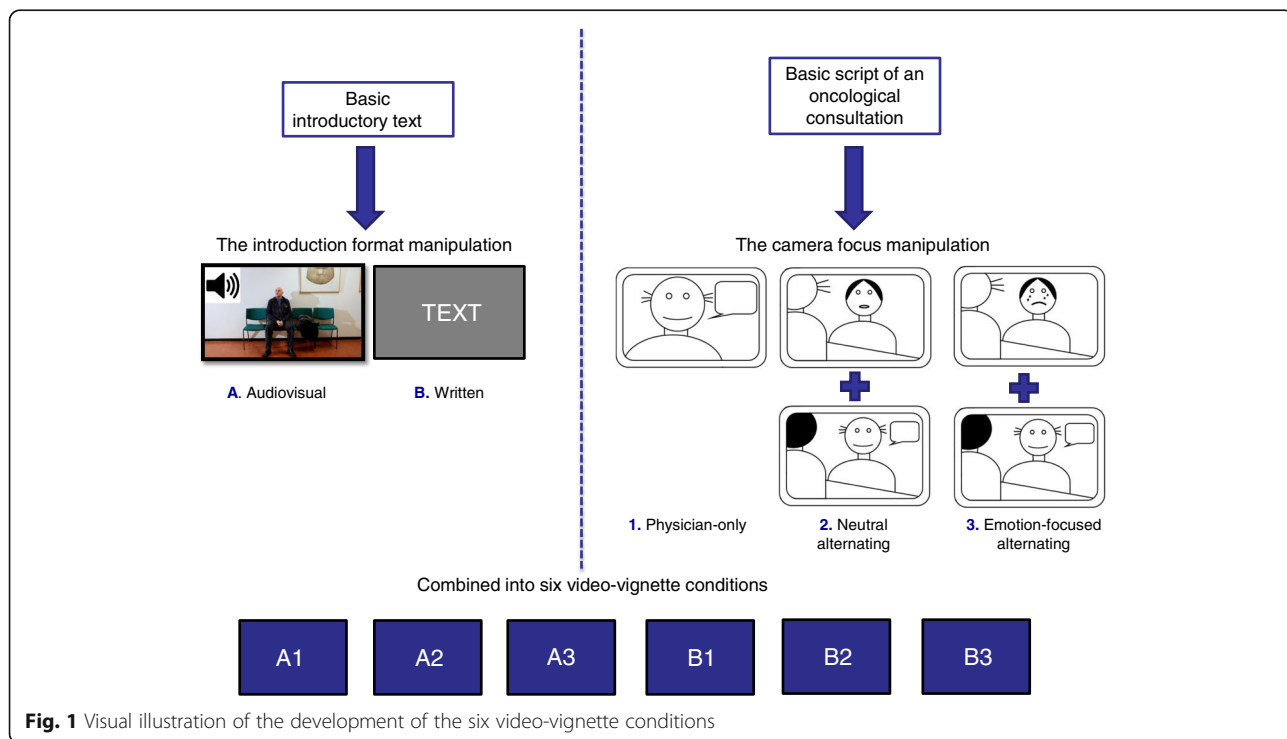 Basic
introductory text
Basic script of an
oncological
consultation
The introduction format manipulation
The camera focus manipulation
TEXT
A. Audiovisual
B. Written
1. Physician-only
2. Neutral
alternating
3. Emotion-focused
alternating
Combined into six video-vignette conditions
A1
A2
A3
B1
B2
B3
Fig. 1 Visual illustration of the development of the six video-vignette conditions